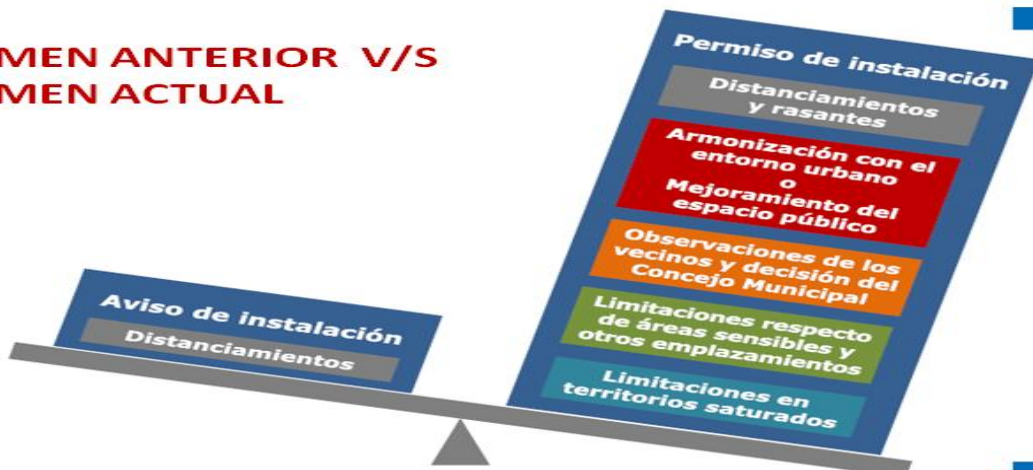 MEN ANTERIOR V/S
MEN ACTUAL
Aviso de instalación
Distanciamientos
Permiso de instalación
Distanciamientos
y rasantes
Armonización con el
entorno urbano
o
Mejoramiento del
espacio público
Observaciones de los
vecinos y decisión del
Concejo Municipal
Limitaciones respecto
de áreas sensibles y
otros emplazamientos
Limitaciones en
territorios saturados